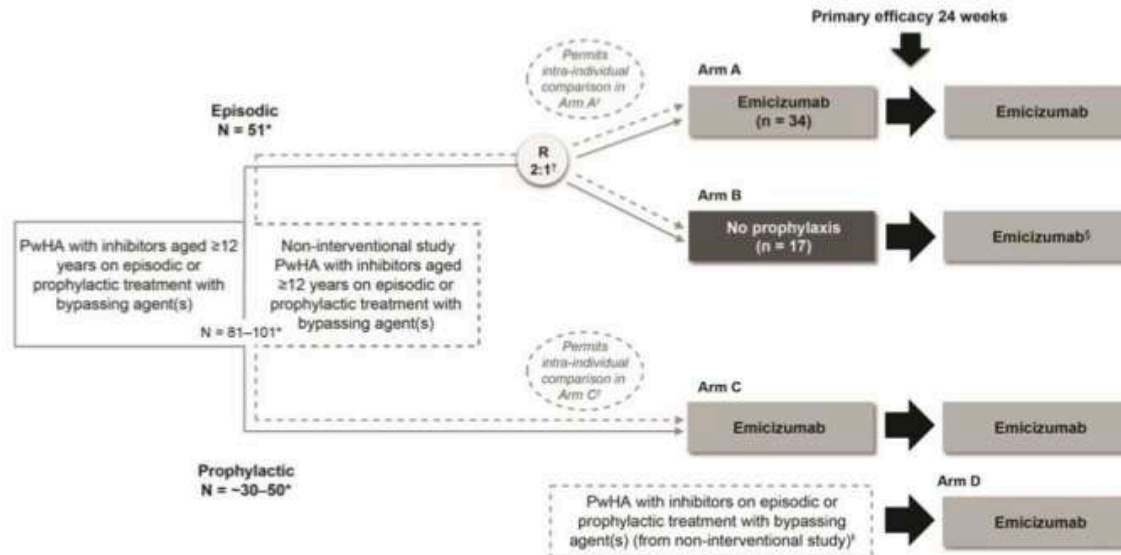 Primary efficacy 24 weeks
Permits
intra-individual
comparison in
Arm A‡
Arm A
Emicizumab
(n = 34)
Emicizumab
Episodic
N = 51*
R
2:1†
Arm B
No prophylaxis
(n = 17)
Emicizumab§
PwHA with inhibitors aged ≥12
years on episodic or
prophylactic treatment with
bypassing agent(s)
Non-interventional study
PwHA with inhibitors aged
≥12 years on episodic or
prophylactic treatment with
bypassing agent(s)
N = 81–101*
Permits
intra-individual
comparison in
Arm C‡
Arm C
Emicizumab
Emicizumab
Prophylactic
N = ~30–50*
Arm D
PwHA with inhibitors on episodic or
prophylactic treatment with bypassing
agent(s) (from non-interventional study)
Emicizumab